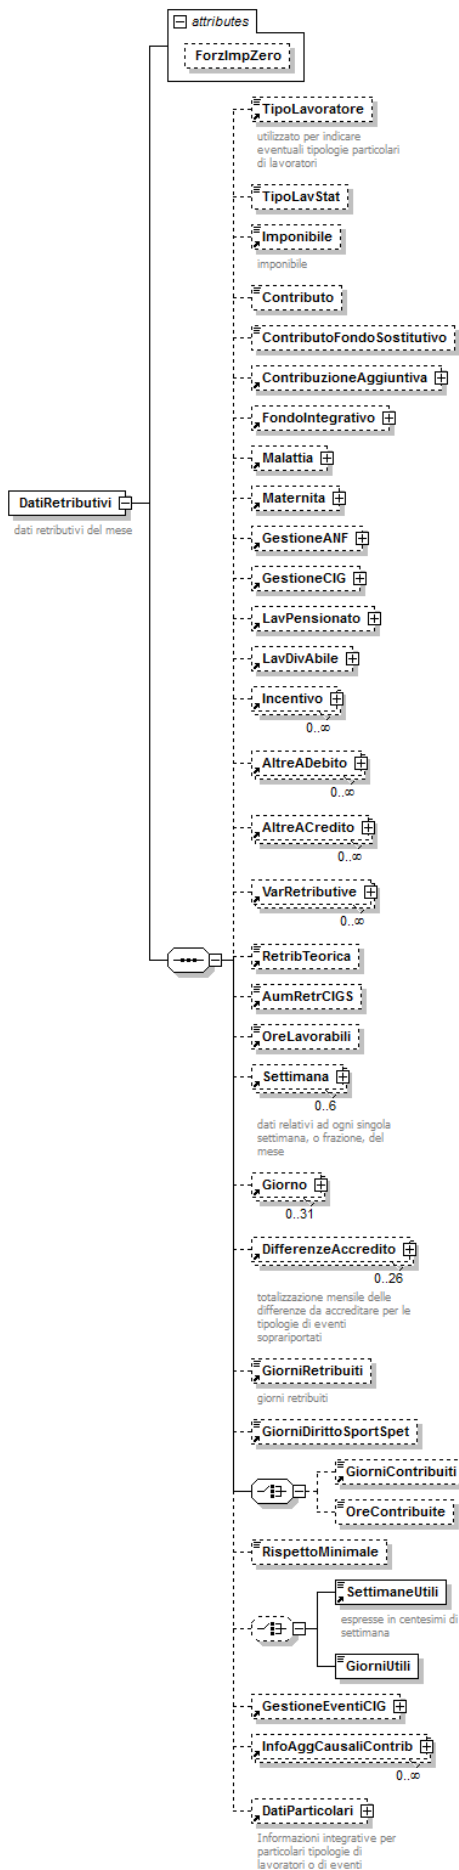 attributes
ForzImpZero
TipoLavoratore
utilizzato per indicare
eventuali tipologie particolari
di lavoratori
TipoLavStat
Imponibile
imponibile
Contributo
ContributoFondoSostitutivo
ContribuzioneAggiuntiva
FondoIntegrativo
Malattia
DatiRetributivi
dati retributivi del mese
Maternita
GestioneANF
GestioneCIG
LavPensionato
LavDivAbile
Incentivo
0..∞
AltreADebito
0..∞
AltreACredito
0..∞
VarRetributive
0..∞
RetribTeorica
AumRetrCIGS
OreLavorabili
Settimana
0..6
dati relativi ad ogni singola
settimana, o frazione, del
mese
Giorno
0..31
DifferenzeAccredito
0..26
totalizzazione mensile delle
differenze da accreditare per le
tipologie di eventi
soprariportati
GiorniRetribuiti
giorni retribuiti
GiorniDirittoSportSpet
GiorniContribuiti
OreContribuite
RispettoMinimale
SettimaneUtili
espresse in centesimi di
settimana
GiorniUtili
GestioneEventiCIG
InfoAggCausaliContrib
0..∞
DatiParticolari
Informazioni integrative per
particolari tipologie di
lavoratori o di eventi